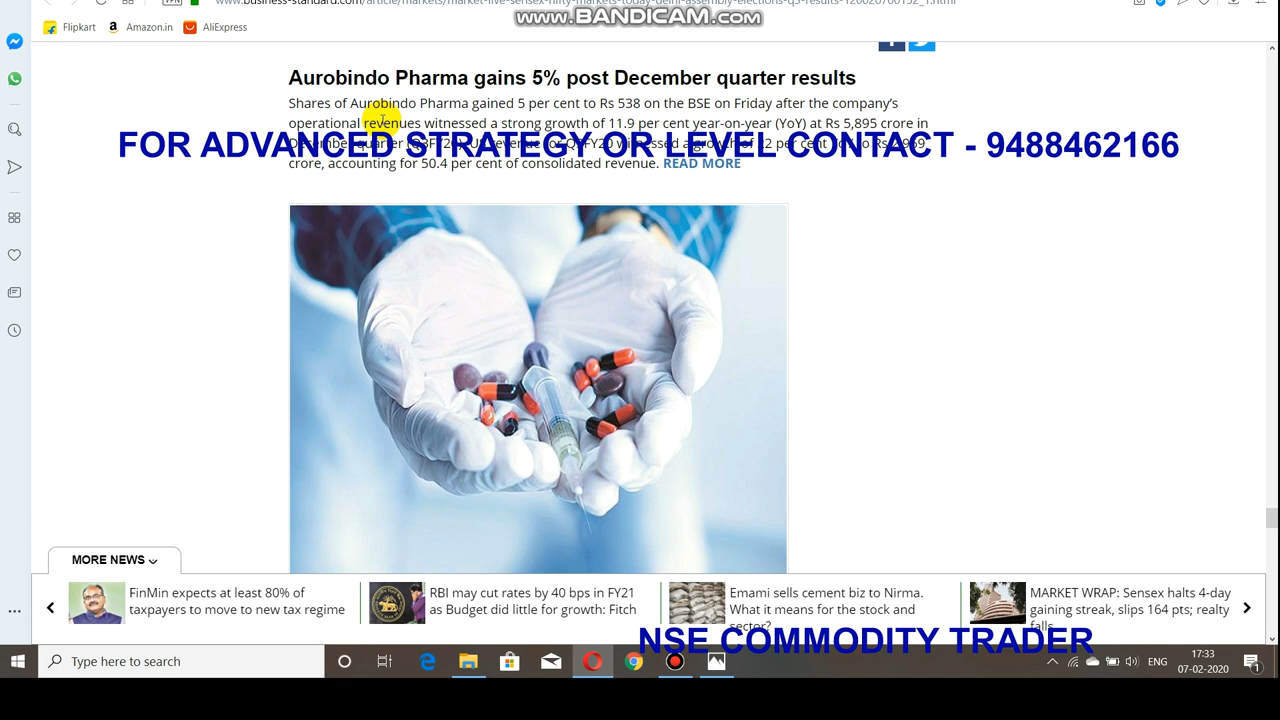 www.BANDICAM.com
VPN
Flipkart
Amazon.in
AliExpress
Aurobindo Pharma gains 5% post December quarter results
Shares of Aurobindo Pharma gained 5 per cent to Rs 538 on the BSE on Friday after the company's
operational revenues witnessed a strong growth of 11.9 per cent year-on-year (YoY) at Rs 5,895 crore in
FOR ADVANCED STRATEGY OR LEVEL CONTACT - 9488462166
crore, accounting for 50.4 per cent of consolidated revenue. READ MORE
MORE NEWS
FinMin expects at least 80% of
taxpayers to move to new tax regime
RBI may cut rates by 40 bps in FY21
as Budget did little for growth: Fitch
Emami sells cement biz to Nirma.
What it means for the stock and
sector?
MARKET WRAP: Sensex halts 4-day
gaining streak, slips 164 pts; realty
falls
NSE COMMODITY TRADER
Type here to search
ENG
17:33
07-02-2020
1